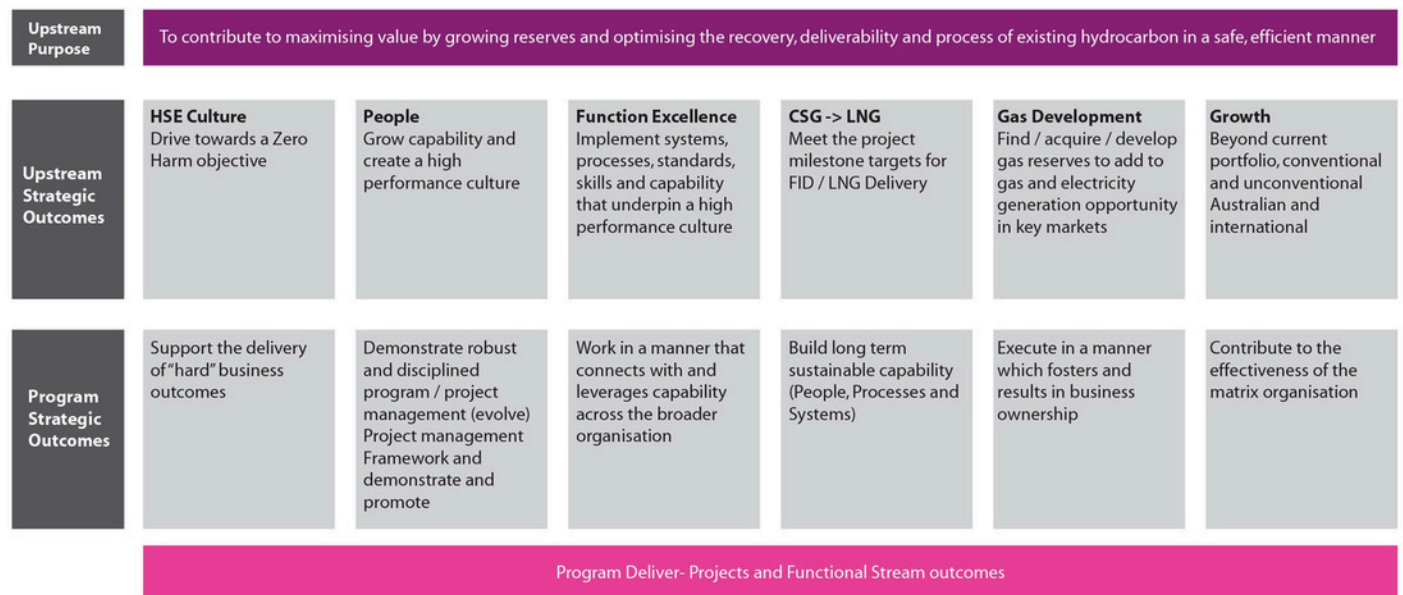 Upstream
Purpose
To contribute to maximising value by growing reserves and optimising the recovery, deliverability and process of existing hydrocarbon in a safe, efficient manner
Upstream
Strategic
Outcomes
HSE Culture
Drive towards a Zero
Harm objective
People
Grow capability and
create a high
performance culture
Function Excellence
Implement systems,
processes, standards,
skills and capability
that underpin a high
performance culture
CSG -> LNG
Meet the project
milestone targets for
FID / LNG Delivery
Gas Development
Find / acquire / develop
gas reserves to add to
gas and electricity
generation opportunity
in key markets
Growth
Beyond current
portfolio, conventional
and unconventional
Australian and
international
Program
Strategic
Outcomes
Support the delivery
of "hard" business
outcomes
Demonstrate robust
and disciplined
program / project
management (evolve)
Project management
Framework and
demonstrate and
promote
Work in a manner that
connects with and
leverages capability
across the broader
organisation
Build long term
sustainable capability
(People, Processes and
Systems)
Execute in a manner
which fosters and
results in business
ownership
Contribute to the
effectiveness of the
matrix organisation
Program Deliver- Projects and Functional Stream outcomes